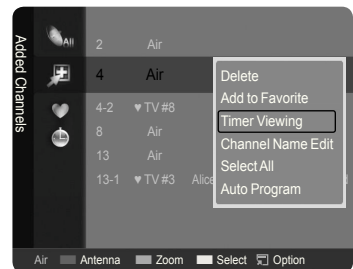 Added Channels
All
2 Air
4 Air
4-2 ♥ TV #8
8 Air
13 Air
13-1 ♥ TV #3 Alice
Delete
Add to Favorite
Timer Viewing
Channel Name Edit
Select All
Auto Program
Air Antenna Zoom Select Option